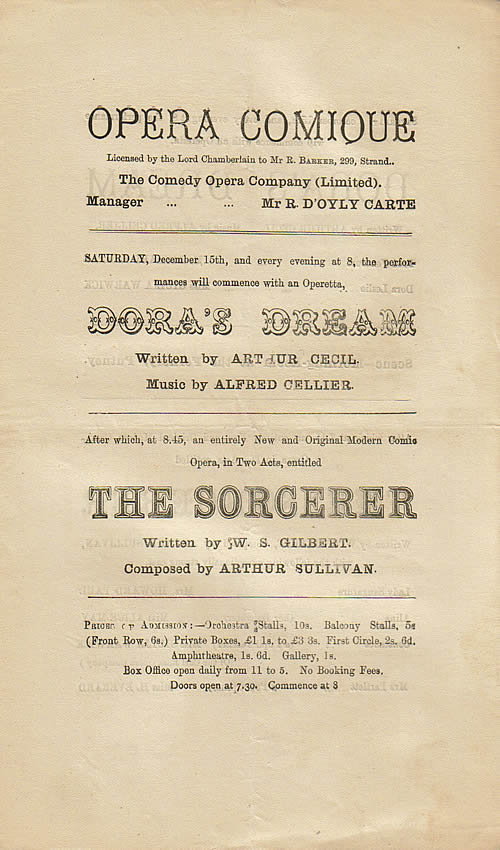 OPERA COMIQUE
Licensed by the Lord Chamberlain to Mr R. BARKER, 299, Strand..
The Comedy Opera Company (Limited).
Manager ... ... Mr R. D'OYLY CARTE
SATURDAY, December 15th, and every evening at 8, the perfor-
mances will commence with an Operetta,
DORA'S DREAM
Written by ARTHUR CECIL.
Music by ALFRED CELLIER.
After which, at 8.45, an entirely New and Original Modern Comic
Opera, in Two Acts, entitled
THE SORCERER
Written by W. S. GILBERT.
Composed by ARTHUR SULLIVAN.
PRICES OF ADMISSION:—Orchestra Stalls, 10s. Balcony Stalls, 5s
(Front Row, 6s.) Private Boxes, £1 1s, to £3 3s. First Circle, 2s. 6d.
Amphitheatre, 1s. 6d. Gallery, 1s.
Box Office open daily from 11 to 5. No Booking Fees.
Doors open at 7.30. Commence at 8